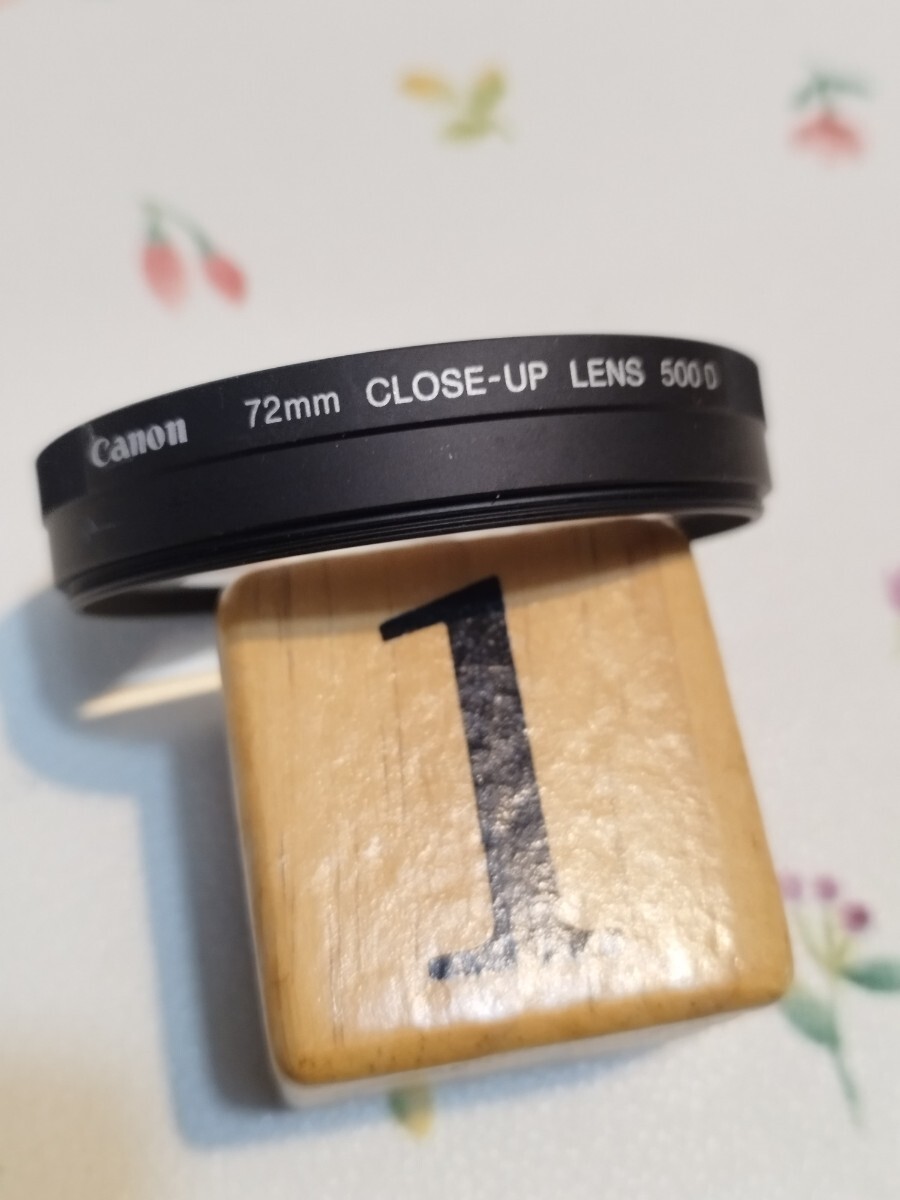 Canon 72mm CLOSE-UP LENS 500D
1